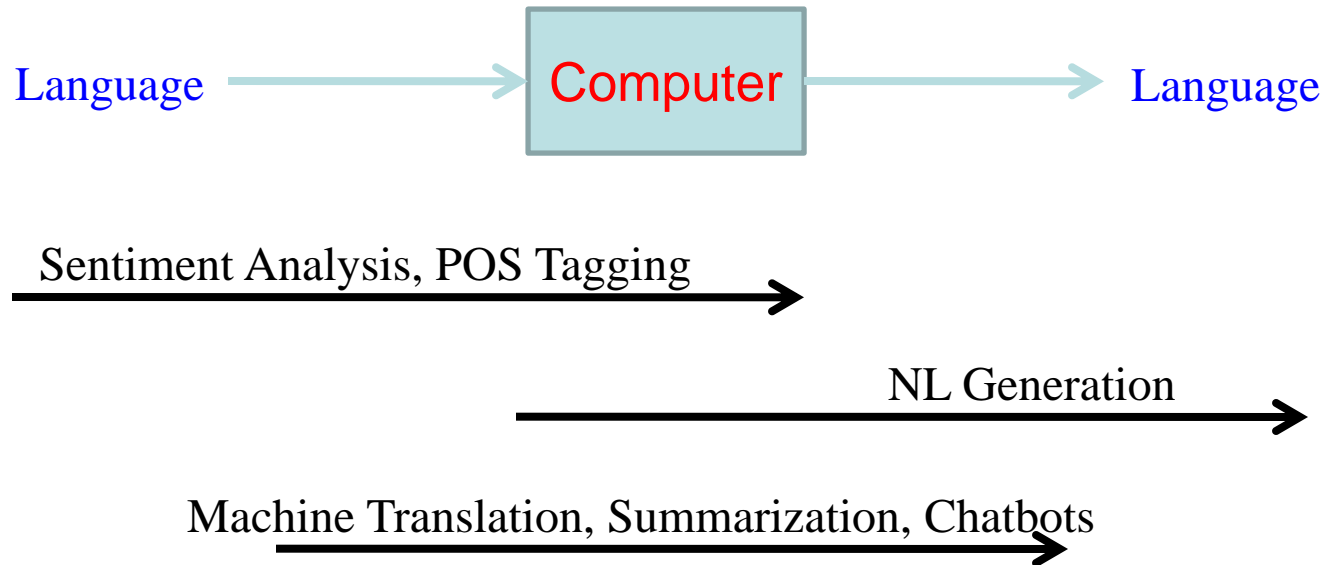 Language Computer Language
Sentiment Analysis, POS Tagging
NL Generation
Machine Translation, Summarization, Chatbots